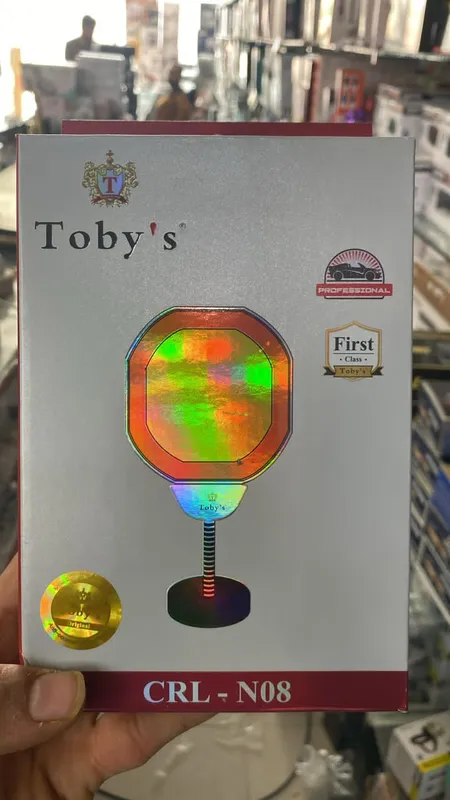 T
Toby's®
PROFESSIONAL
First
• Class •
Toby's
Toby's
Original
CRL - N08